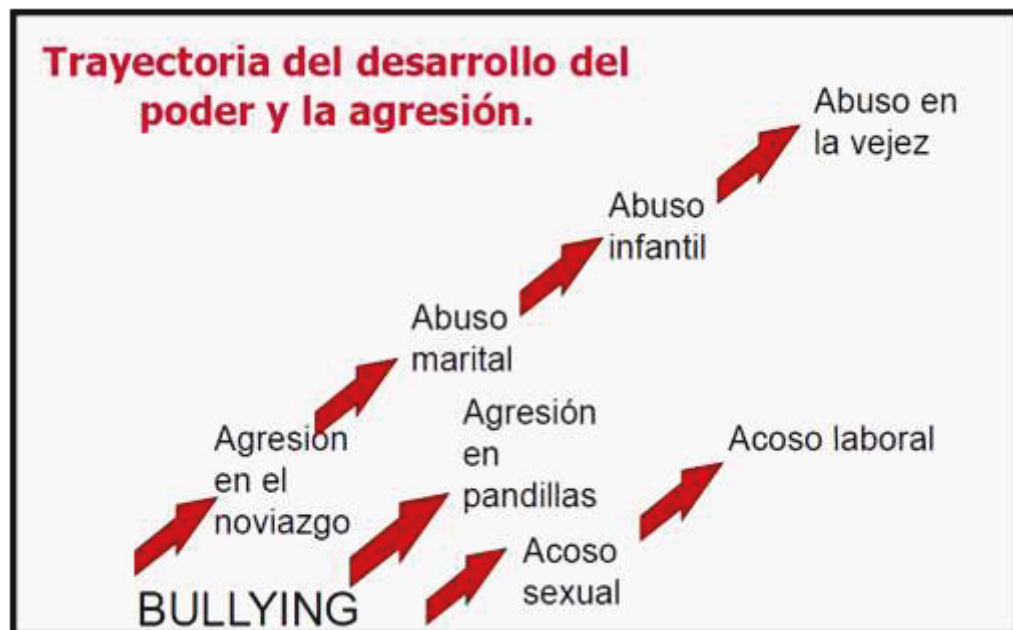 Trayectoria del desarrollo del
poder y la agresión.
Abuso en
la vejez
Abuso
infantil
Abuso
marital
Agresión
en el
noviazgo
Agresión
en
pandillas
Acoso laboral
Acoso
sexual
BULLYING